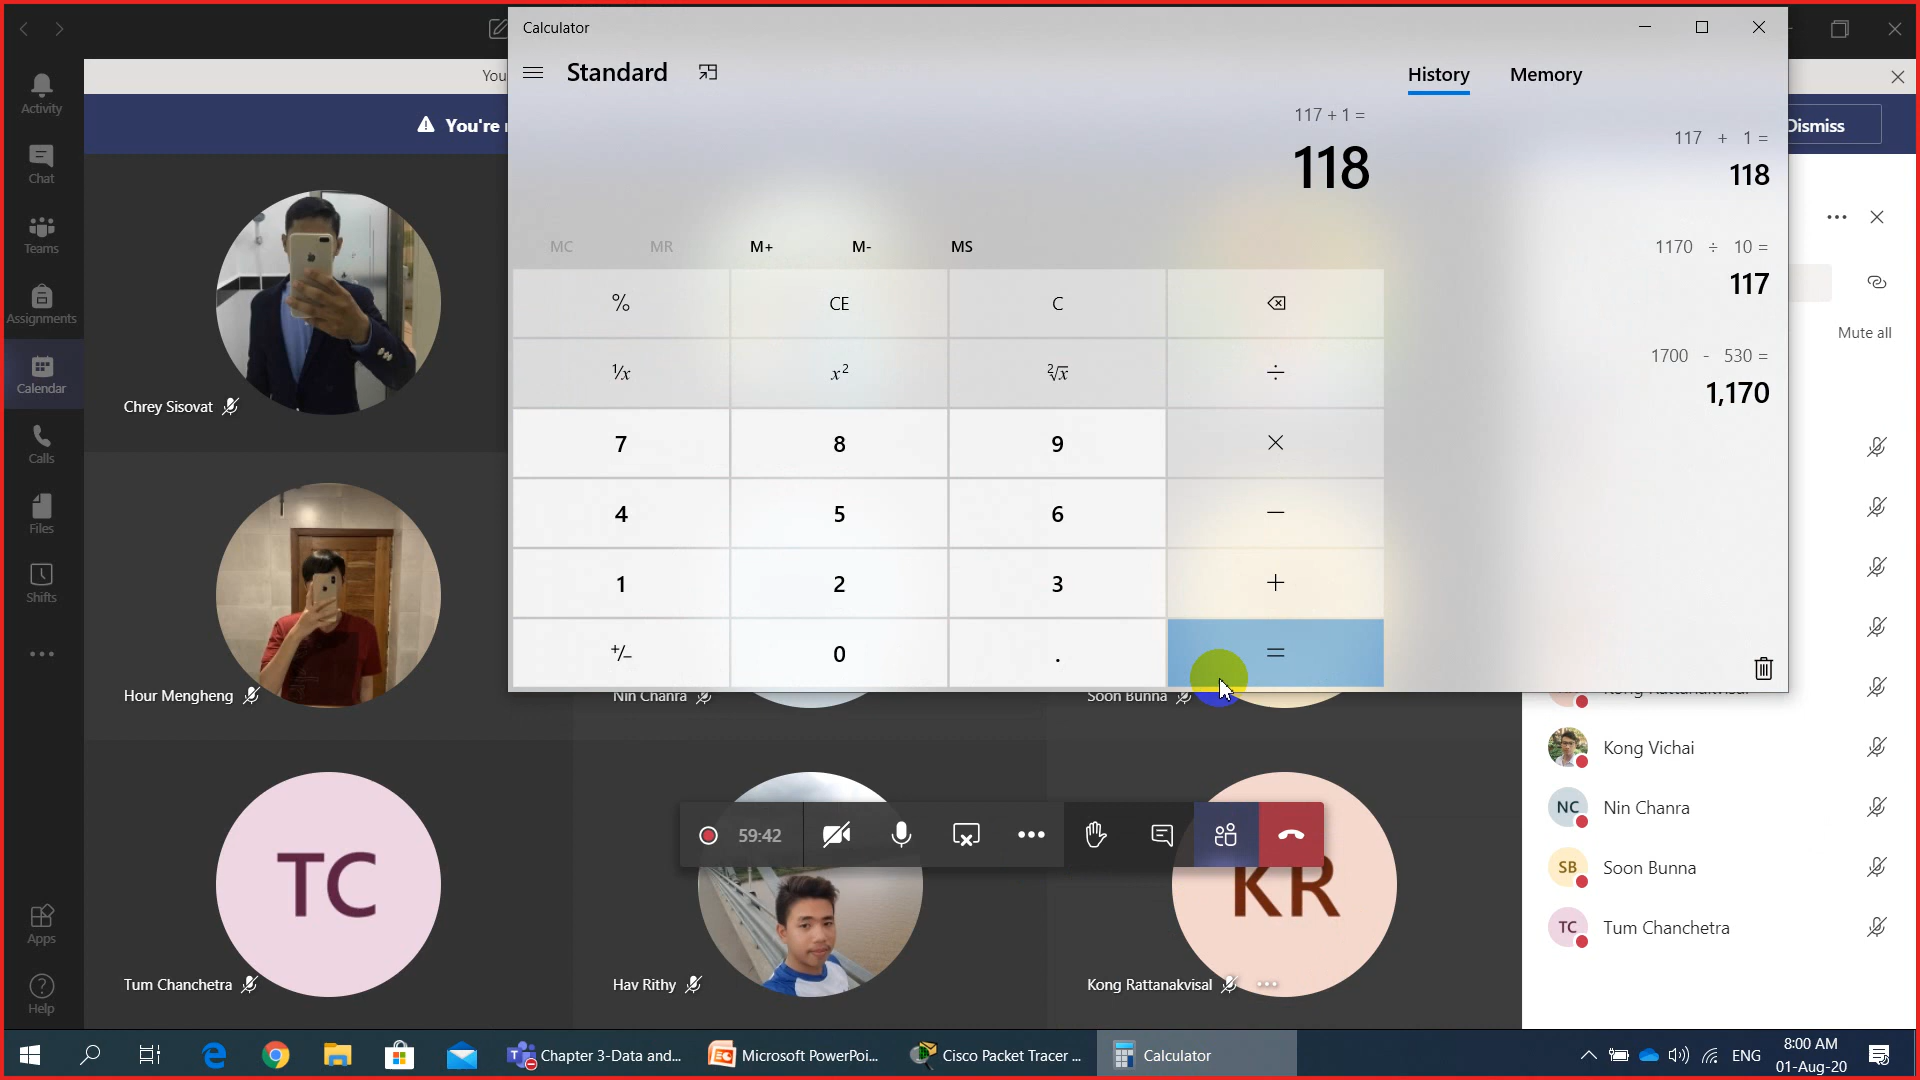 Calculator
Standard
History
Memory
117 + 1 =
118
117 + 1 =
118
1170 ÷ 10 =
117
1700 - 530 =
1,170
MC MR M+ M- MS
% CE C
⅟x x² ²√x ÷
7 8 9 ×
4 5 6 −
1 2 3 +
+/− 0 . =
You
You're
Dismiss
Mute all
Activity
Chat
Teams
Assignments
Calendar
Calls
Files
Shifts
Apps
Help
Chrey Sisovat
Hour Mengheng
Nin Chanra
Soon Bunna
TC
Tum Chanchetra
Hav Rithy
KR
Kong Rattanakvisal
59:42
Kong Rattanakvisal
Kong Vichai
NC Nin Chanra
SB Soon Bunna
TC Tum Chanchetra
Chapter 3-Data and...
Microsoft PowerPoi...
Cisco Packet Tracer ...
Calculator
ENG
8:00 AM
01-Aug-20